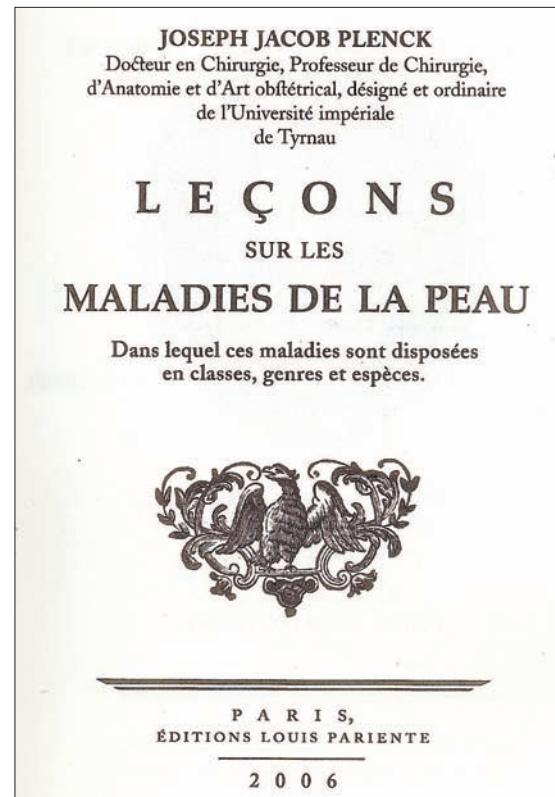 JOSEPH JACOB PLENCK
Docteur en Chirurgie, Professeur de Chirurgie,
d'Anatomie et d'Art obſtétrical, désigné et ordinaire
de l'Université impériale
de Tyrnau
LEÇONS
SUR LES
MALADIES DE LA PEAU
Dans lequel ces maladies sont disposées
en classes, genres et espèces.
PARIS,
ÉDITIONS LOUIS PARIENTE
2006